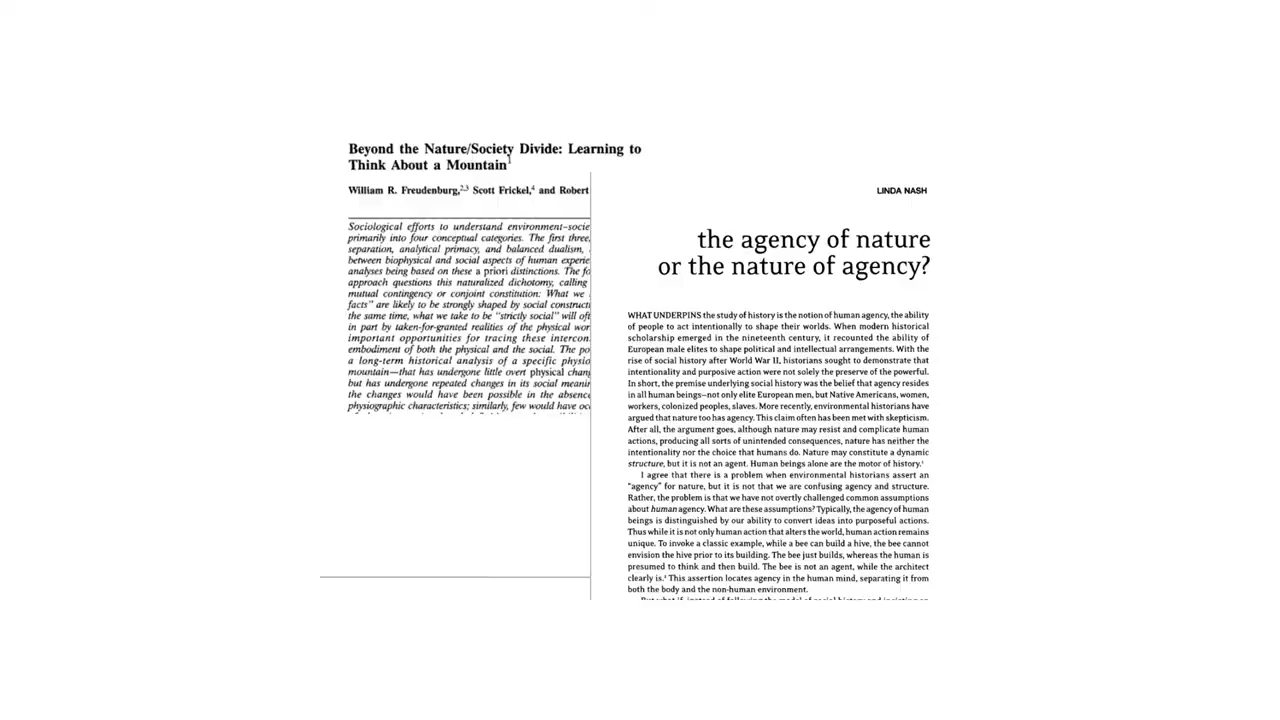 Beyond the Nature/Society Divide: Learning to
Think About a Mountain1
William R. Freudenburg,2,3 Scott Frickel,4 and Robert
Sociological efforts to understand environment–socie
primarily into four conceptual categories. The first three,
separation, analytical primacy, and balanced dualism,
between biophysical and social aspects of human experie
analyses being based on these a priori distinctions. The fo
approach questions this naturalized dichotomy, calling
mutual contingency or conjoint constitution: What we
facts" are likely to be strongly shaped by social constructi
the same time, what we take to be "strictly social" will oft
in part by taken-for-granted realities of the physical wor
important opportunities for tracing these intercon
embodiment of both the physical and the social. The po
a long-term historical analysis of a specific physio
mountain—that has undergone little overt physical chang
but has undergone repeated changes in its social meanin
the changes would have been possible in the absence
physiographic characteristics; similarly, few would have oc
LINDA NASH
the agency of nature
or the nature of agency?
WHAT UNDERPINS the study of history is the notion of human agency, the ability
of people to act intentionally to shape their worlds. When modern historical
scholarship emerged in the nineteenth century, it recounted the ability of
European male elites to shape political and intellectual arrangements. With the
rise of social history after World War II, historians sought to demonstrate that
intentionality and purposive action were not solely the preserve of the powerful.
In short, the premise underlying social history was the belief that agency resides
in all human beings—not only elite European men, but Native Americans, women,
workers, colonized peoples, slaves. More recently, environmental historians have
argued that nature too has agency. This claim often has been met with skepticism.
After all, the argument goes, although nature may resist and complicate human
actions, producing all sorts of unintended consequences, nature has neither the
intentionality nor the choice that humans do. Nature may constitute a dynamic
structure, but it is not an agent. Human beings alone are the motor of history.1
I agree that there is a problem when environmental historians assert an
"agency" for nature, but it is not that we are confusing agency and structure.
Rather, the problem is that we have not overtly challenged common assumptions
about human agency. What are these assumptions? Typically, the agency of human
beings is distinguished by our ability to convert ideas into purposeful actions.
Thus while it is not only human action that alters the world, human action remains
unique. To invoke a classic example, while a bee can build a hive, the bee cannot
envision the hive prior to its building. The bee just builds, whereas the human is
presumed to think and then build. The bee is not an agent, while the architect
clearly is.2 This assertion locates agency in the human mind, separating it from
both the body and the non-human environment.